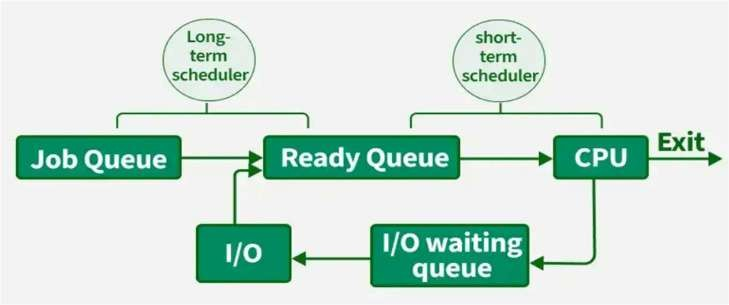 Long-
term
scheduler
short-
term
scheduler
Job Queue
Ready Queue
CPU
Exit
I/O
I/O waiting
queue